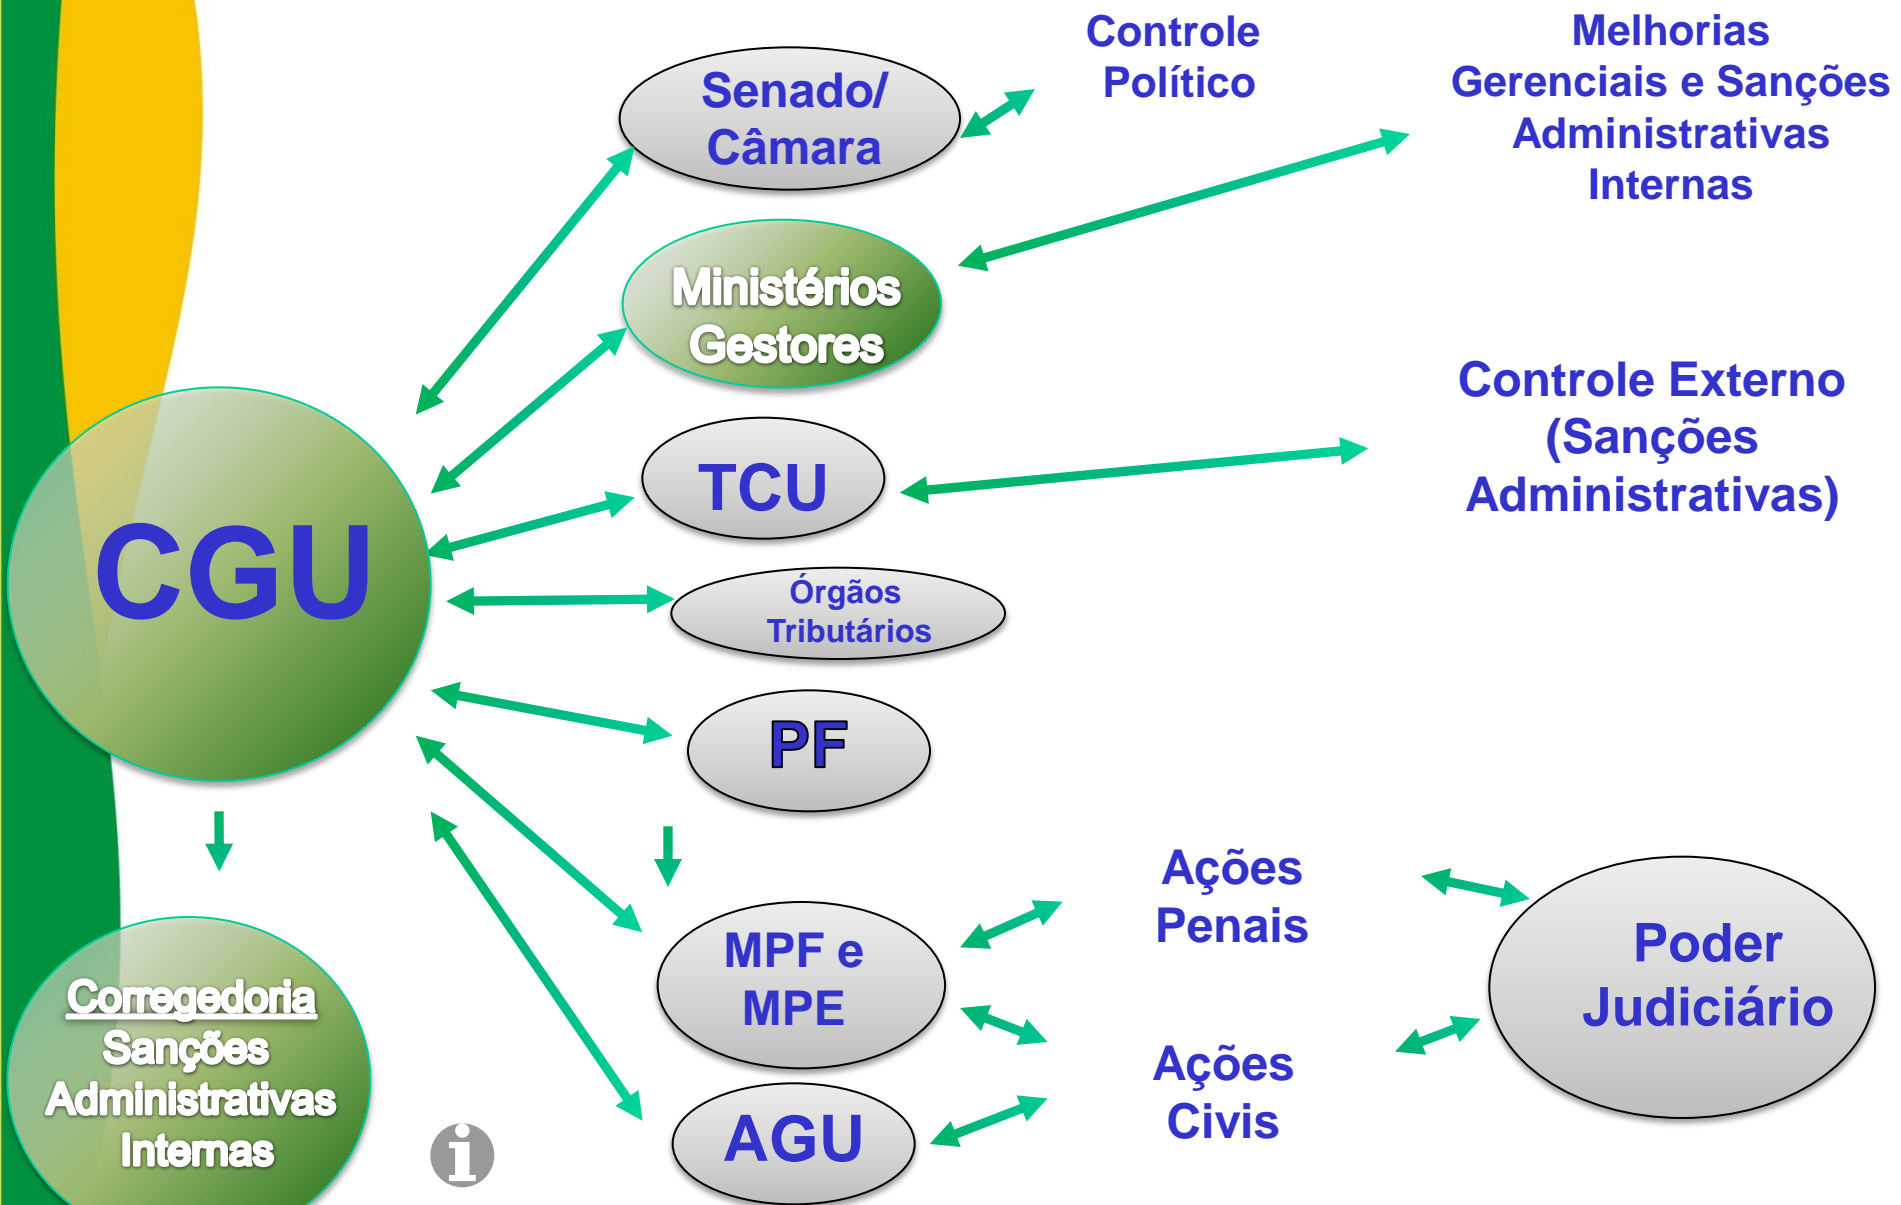 Controle
Político
Melhorias
Gerenciais e Sanções
Administrativas
Internas
Senado/
Câmara
Ministérios
Gestores
Controle Externo
(Sanções
Administrativas)
TCU
CGU
Órgãos
Tributários
PF
Ações
Penais
MPF e
MPE
Poder
Judiciário
Corregedoria
Sanções
Administrativas
Internas
Ações
Civis
AGU
i